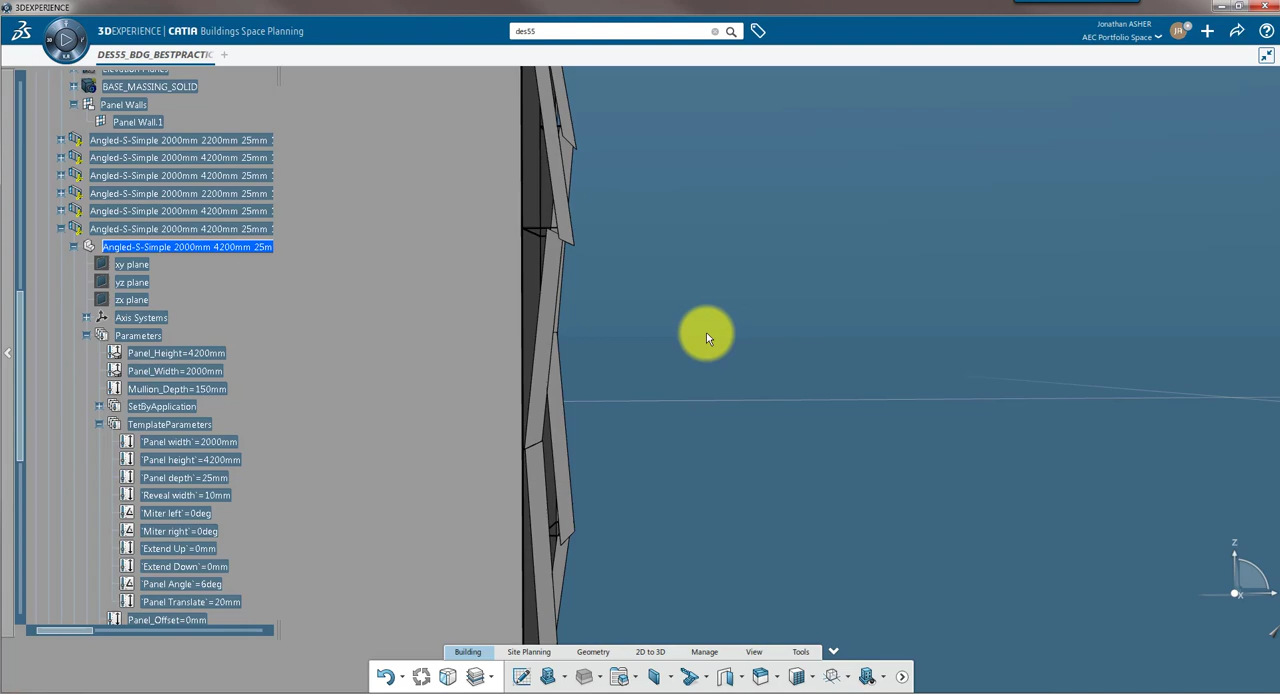 3DEXPERIENCE
3DEXPERIENCE | CATIA Buildings Space Planning
des55
Jonathan ASHER
AEC Portfolio Space
JA
DES55_BDG_BESTPRACTIC
Elevation Planes
BASE_MASSING_SOLID
Panel Walls
Panel Wall.1
Angled-S-Simple 2000mm 2200mm 25mm
Angled-S-Simple 2000mm 4200mm 25mm
Angled-S-Simple 2000mm 4200mm 25mm
Angled-S-Simple 2000mm 2200mm 25mm
Angled-S-Simple 2000mm 4200mm 25mm
Angled-S-Simple 2000mm 4200mm 25mm
Angled-S-Simple 2000mm 4200mm 25m
xy plane
yz plane
zx plane
Axis Systems
Parameters
Panel_Height=4200mm
Panel_Width=2000mm
Mullion_Depth=150mm
SetByApplication
TemplateParameters
`Panel width`=2000mm
`Panel height`=4200mm
`Panel depth`=25mm
`Reveal width`=10mm
`Miter left`=0deg
`Miter right`=0deg
`Extend Up`=0mm
`Extend Down`=0mm
`Panel Angle`=6deg
`Panel Translate`=20mm
Panel_Offset=0mm
Z
X
Building
Site Planning
Geometry
2D to 3D
Manage
View
Tools